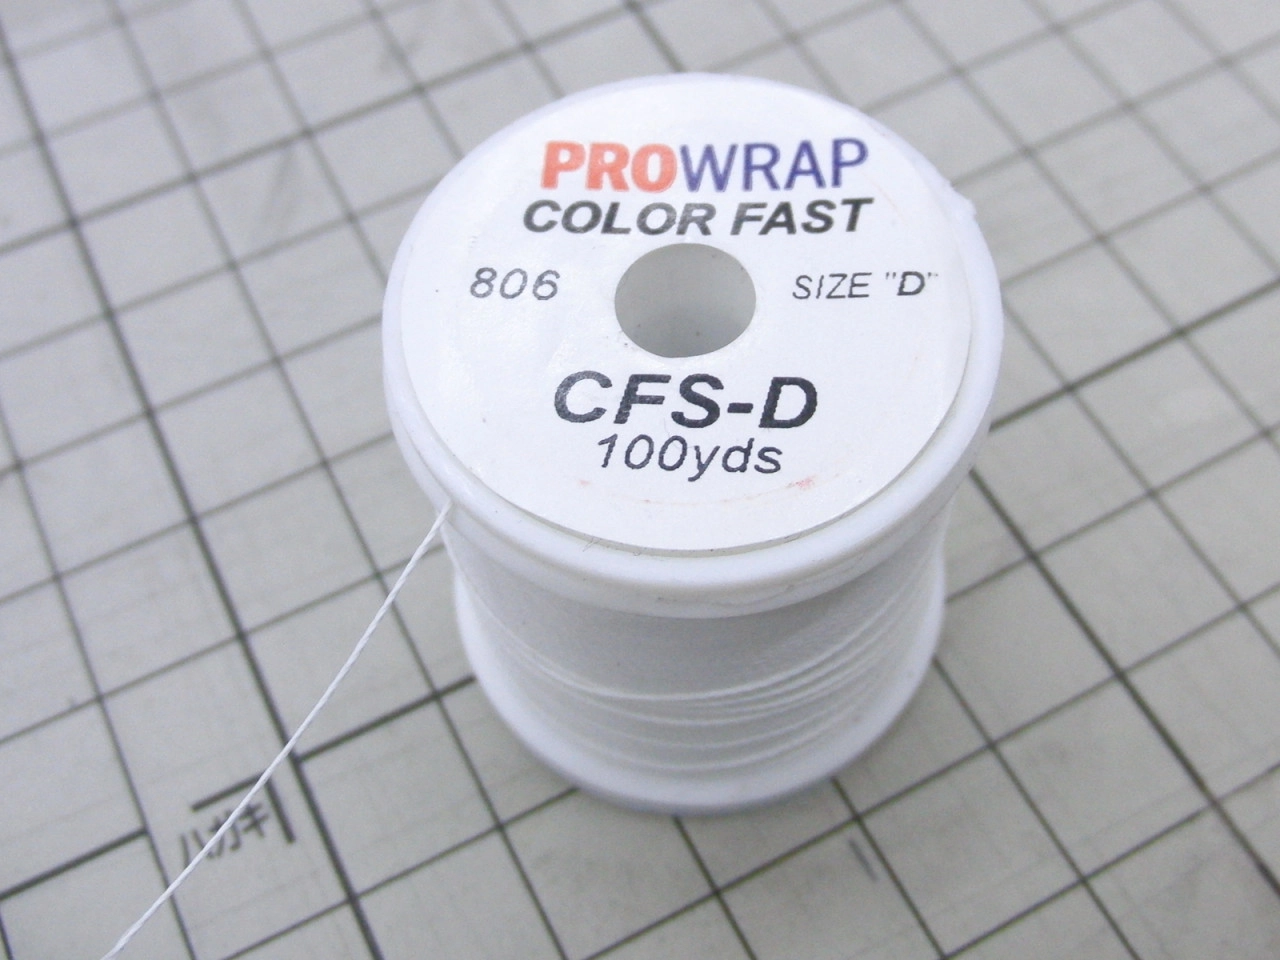 PROWRAP
COLOR FAST
806
SIZE "D"
CFS-D
100yds
ハガキ